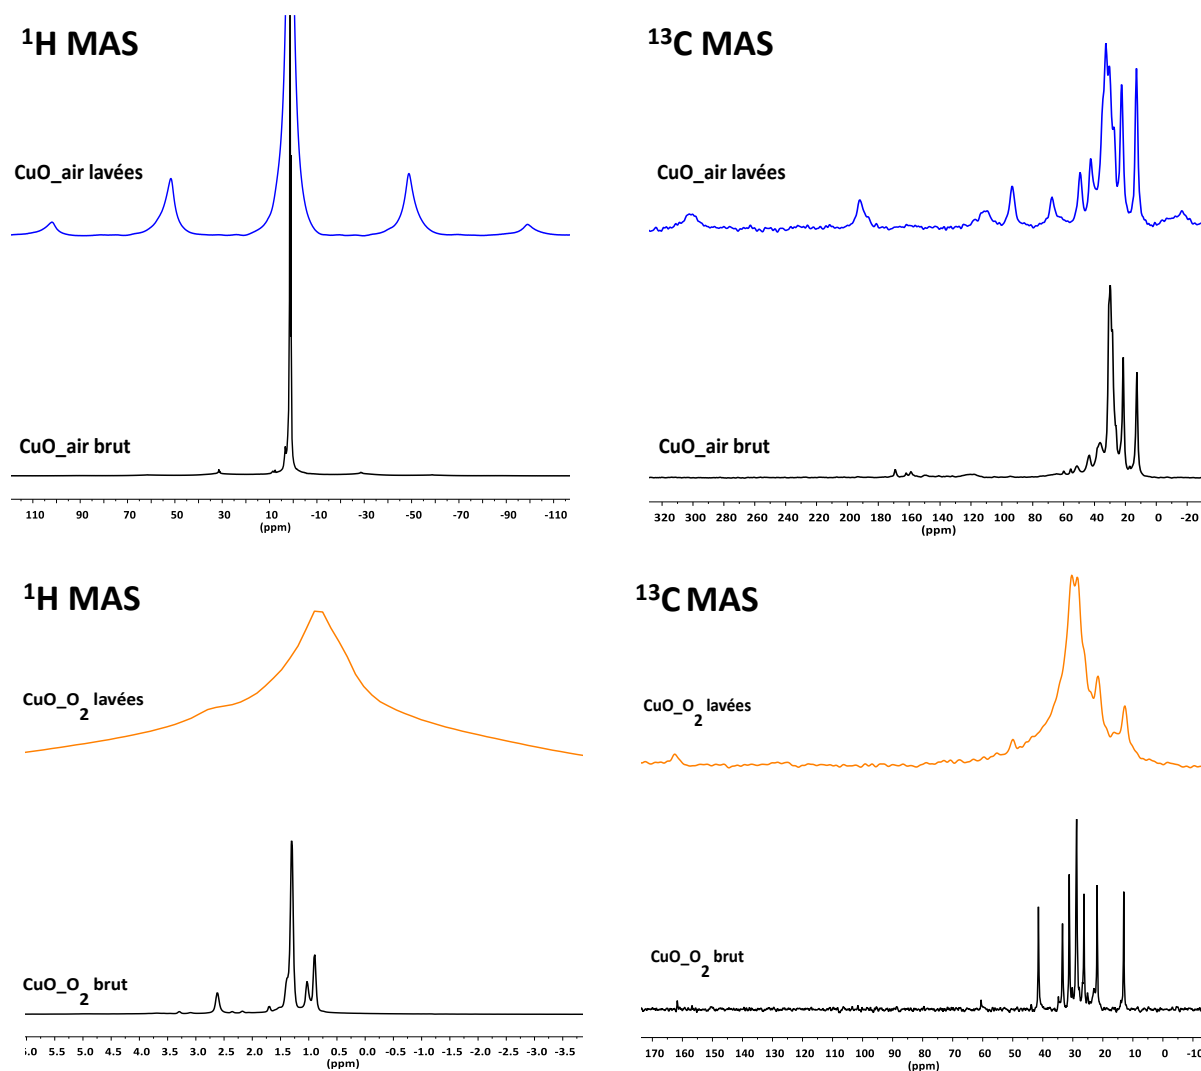 ¹H MAS
¹³C MAS
CuO_air lavées
CuO_air lavées
CuO_air brut
CuO_air brut
110 90 70 50 30 10 -10 -30 -50 -70 -90 -110
(ppm)
320 300 280 260 240 220 200 180 160 140 120 100 80 60 40 20 0 -20
(ppm)
¹H MAS
¹³C MAS
CuO_O₂ lavées
CuO_O₂ lavées
CuO_O₂ brut
CuO_O₂ brut
5.5 5.0 4.5 4.0 3.5 3.0 2.5 2.0 1.5 1.0 0.5 0.0 -0.5 -1.0 -1.5 -2.0 -2.5 -3.0 -3.5
(ppm)
170 160 150 140 130 120 110 100 90 80 70 60 50 40 30 20 10 0 -10
(ppm)